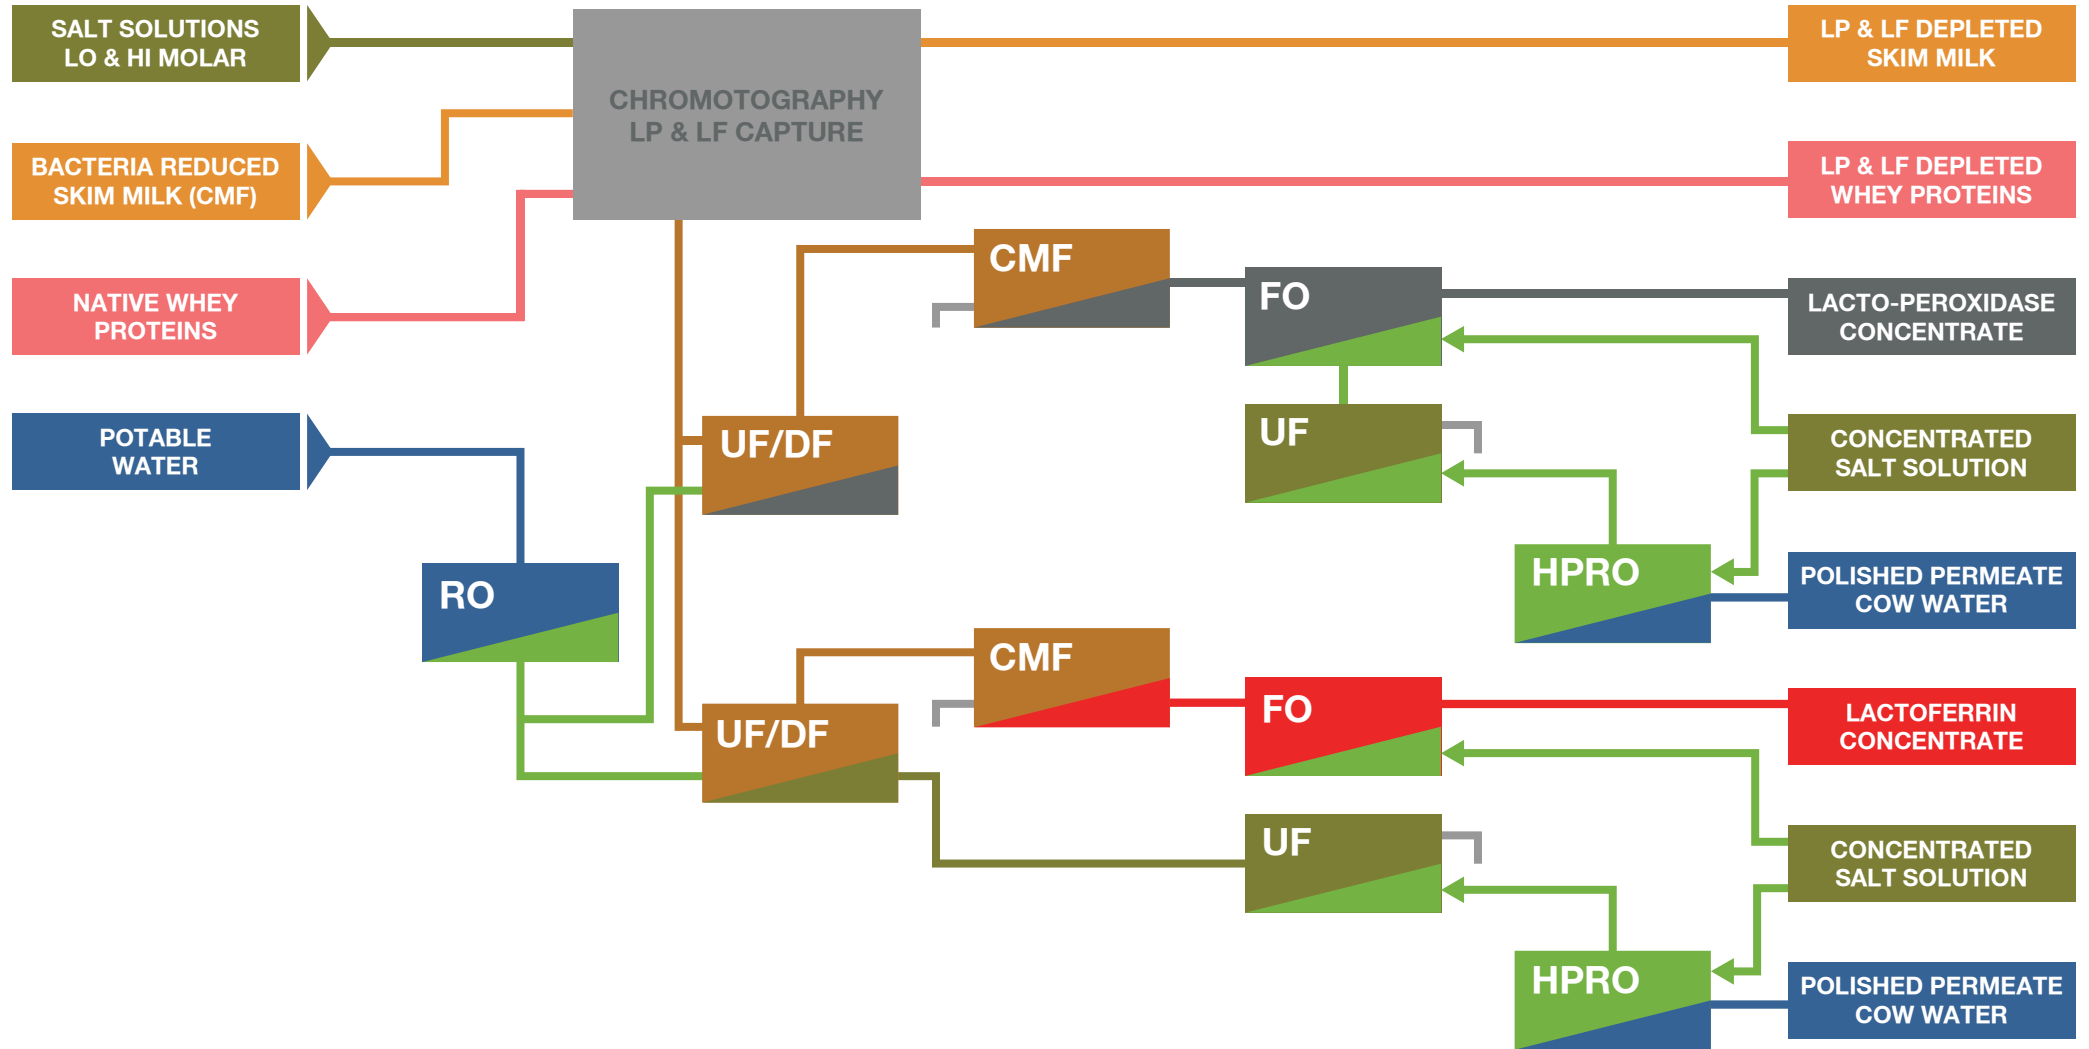 SALT SOLUTIONS
LO & HI MOLAR
BACTERIA REDUCED
SKIM MILK (CMF)
NATIVE WHEY
PROTEINS
POTABLE
WATER
CHROMOTOGRAPHY
LP & LF CAPTURE
RO
UF/DF
UF/DF
CMF
CMF
FO
UF
HPRO
FO
UF
HPRO
LP & LF DEPLETED
SKIM MILK
LP & LF DEPLETED
WHEY PROTEINS
LACTO-PEROXIDASE
CONCENTRATE
CONCENTRATED
SALT SOLUTION
POLISHED PERMEATE
COW WATER
LACTOFERRIN
CONCENTRATE
CONCENTRATED
SALT SOLUTION
POLISHED PERMEATE
COW WATER